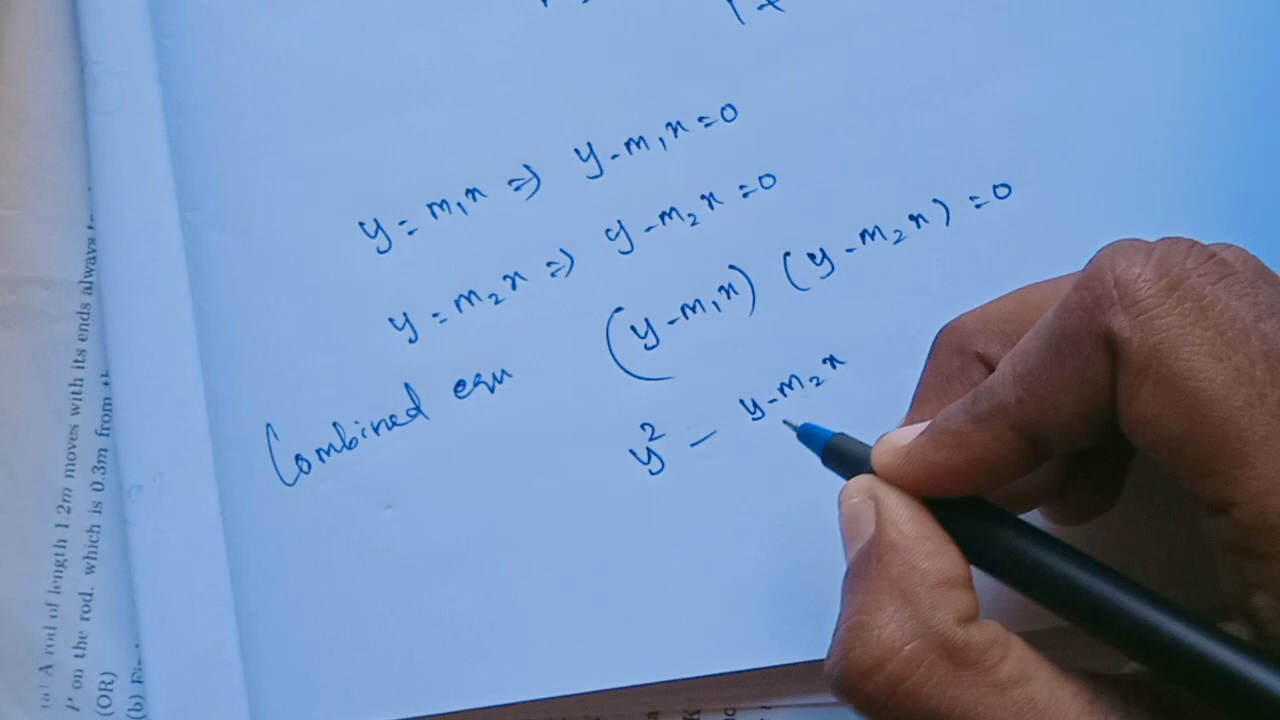 y = m₁x ⇒ y - m₁x = 0
y = m₂x ⇒ y - m₂x = 0
Combined equ (y - m₁x) (y - m₂x) = 0
y² - y - m₂x
(a) A rod of length 1 2m moves with its ends always
P on the rod. which is 0.3m from
(OR)
(b)